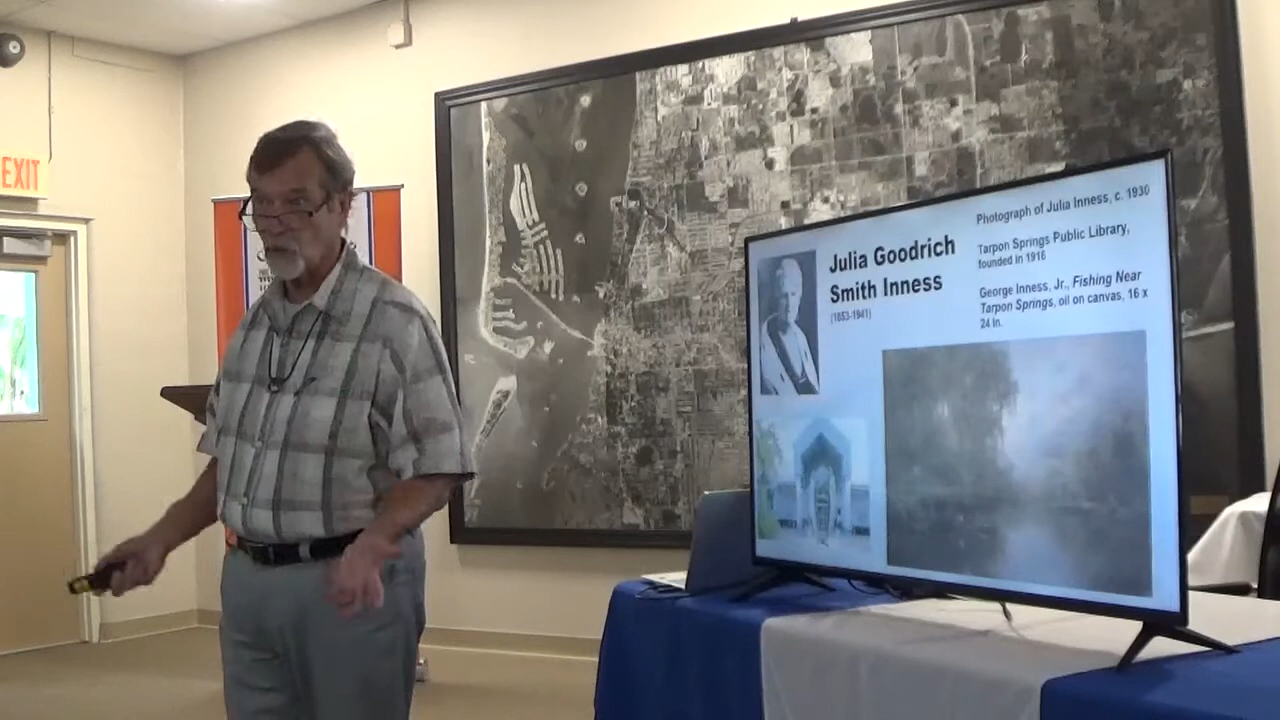 EXIT
Julia Goodrich
Smith Inness
(1853-1941)
Photograph of Julia Inness, c. 1930
Tarpon Springs Public Library,
founded in 1916
George Inness, Jr., Fishing Near
Tarpon Springs, oil on canvas, 16 x
24 in.